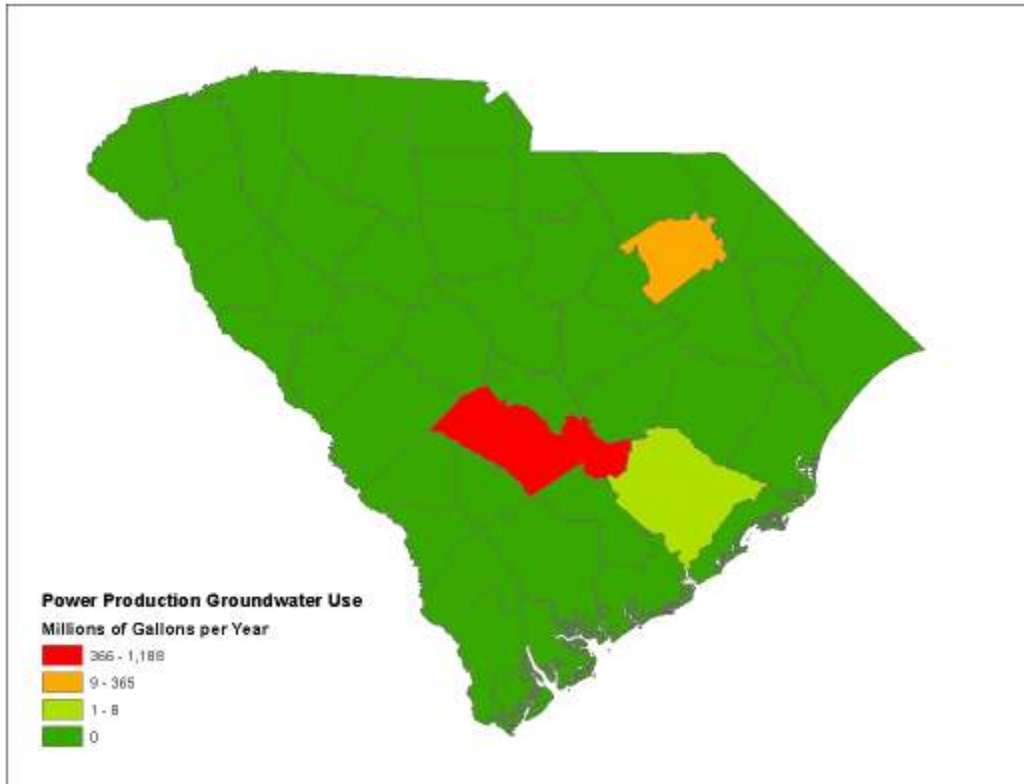 Power Production Groundwater Use
Millions of Gallons per Year
366 - 1,188
9 - 365
1 - 8
0